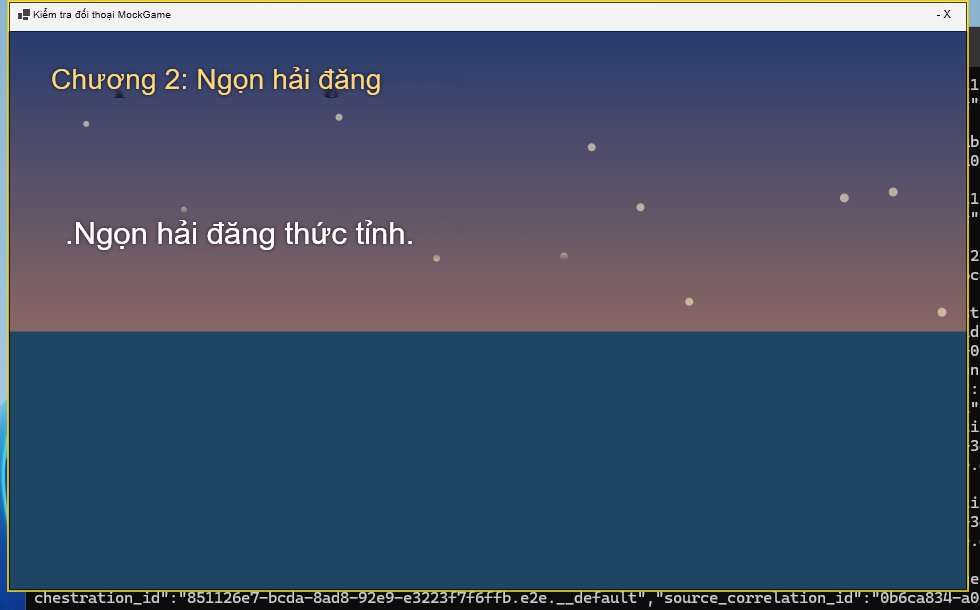 Kiểm tra đối thoại MockGame
- X
Chương 2: Ngọn hải đăng
.Ngọn hải đăng thức tỉnh.
chestration_id":"851126e7-bcda-8ad8-92e9-e3223f7f6ffb.e2e.__default","source_correlation_id":"0b6ca834-a